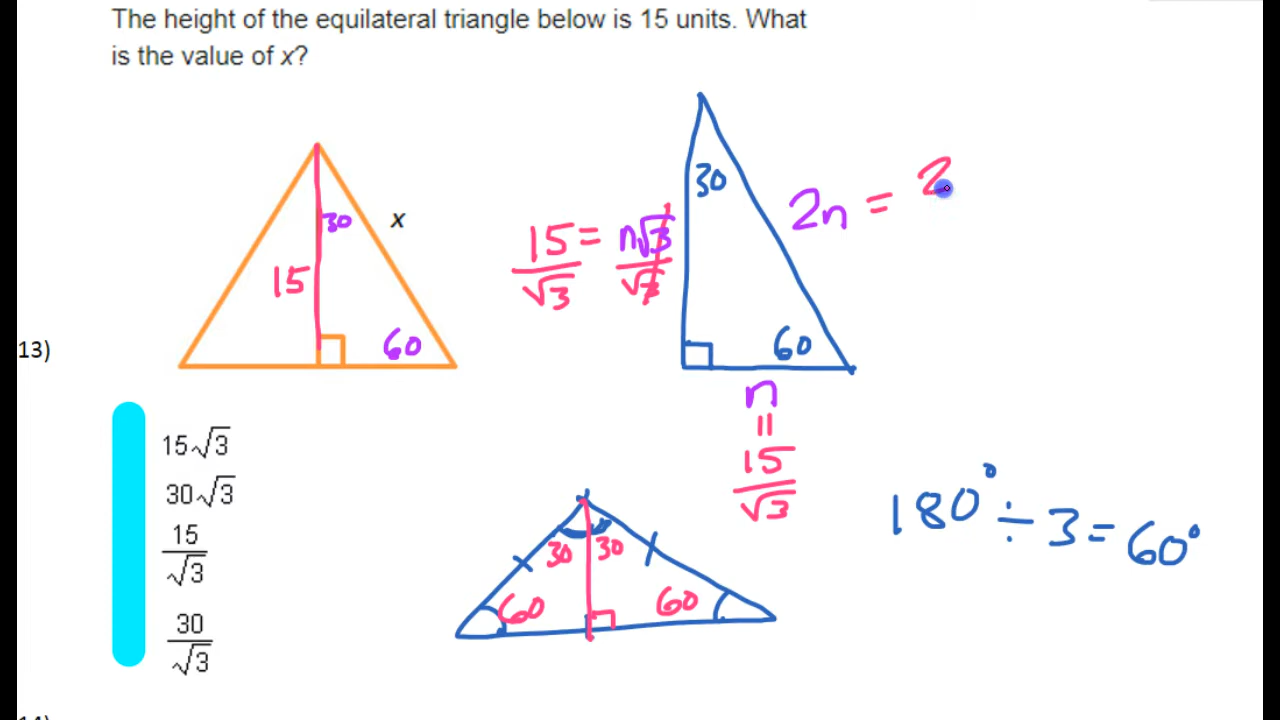 The height of the equilateral triangle below is 15 units. What
is the value of x?
30
x
15
60
13)
15 = n√3
√3 √3
30
2n = 2
60
n
=
15
√3
15√3
30√3
15
√3
30
√3
30 30
60 60
180° ÷ 3 = 60°